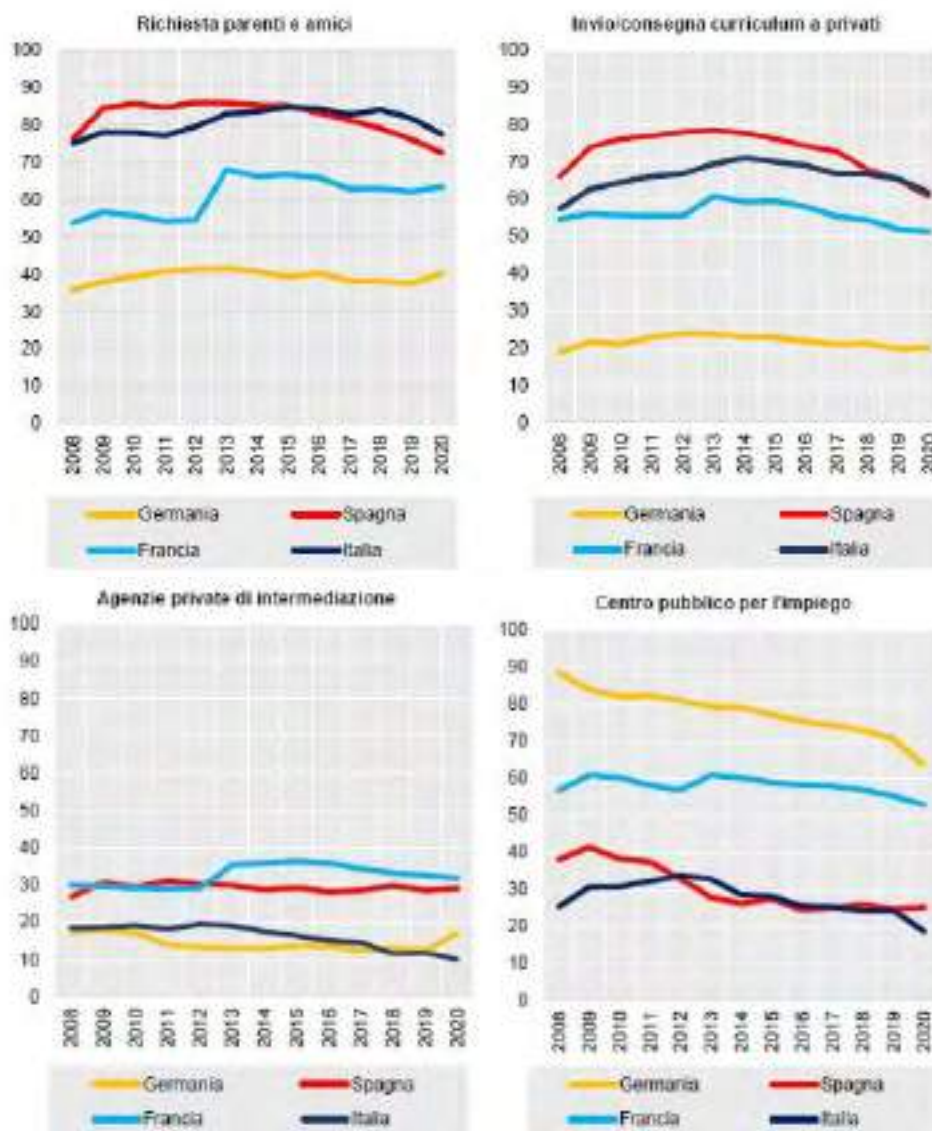 Richiesta parenti e amici
100
90
80
70
60
50
40
30
20
10
0
2008 2009 2010 2011 2012 2013 2014 2015 2016 2017 2018 2019 2020
Germania Spagna
Francia Italia
Invio/consegna curriculum a privati
100
90
80
70
60
50
40
30
20
10
0
2008 2009 2010 2011 2012 2013 2014 2015 2016 2017 2018 2019 2020
Germania Spagna
Francia Italia
Agenzie private di intermediazione
100
90
80
70
60
50
40
30
20
10
0
2008 2009 2010 2011 2012 2013 2014 2015 2016 2017 2018 2019 2020
Germania Spagna
Francia Italia
Centro pubblico per l'impiego
100
90
80
70
60
50
40
30
20
10
0
2008 2009 2010 2011 2012 2013 2014 2015 2016 2017 2018 2019 2020
Germania Spagna
Francia Italia